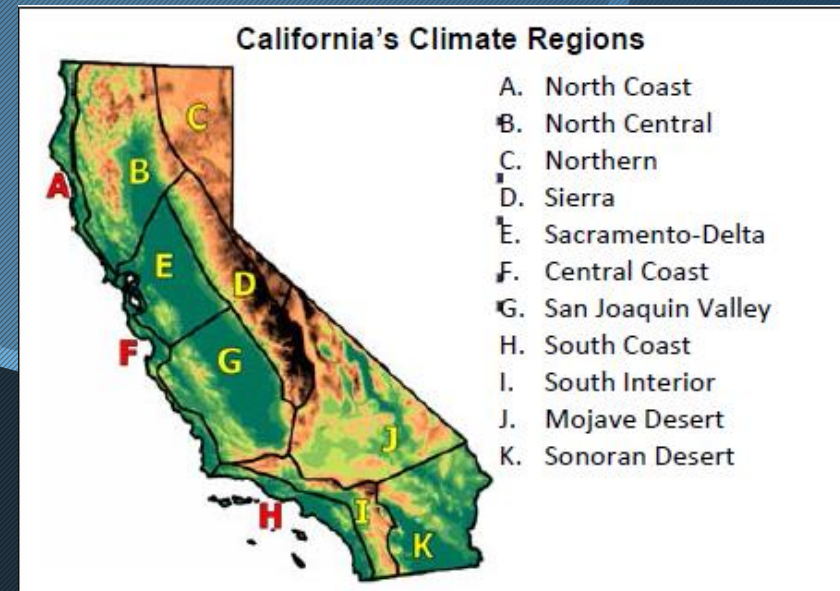 California's Climate Regions
A. North Coast
B. North Central
C. Northern
D. Sierra
E. Sacramento-Delta
F. Central Coast
G. San Joaquin Valley
H. South Coast
I. South Interior
J. Mojave Desert
K. Sonoran Desert
C
B
A
E
D
F
G
J
H
I
K